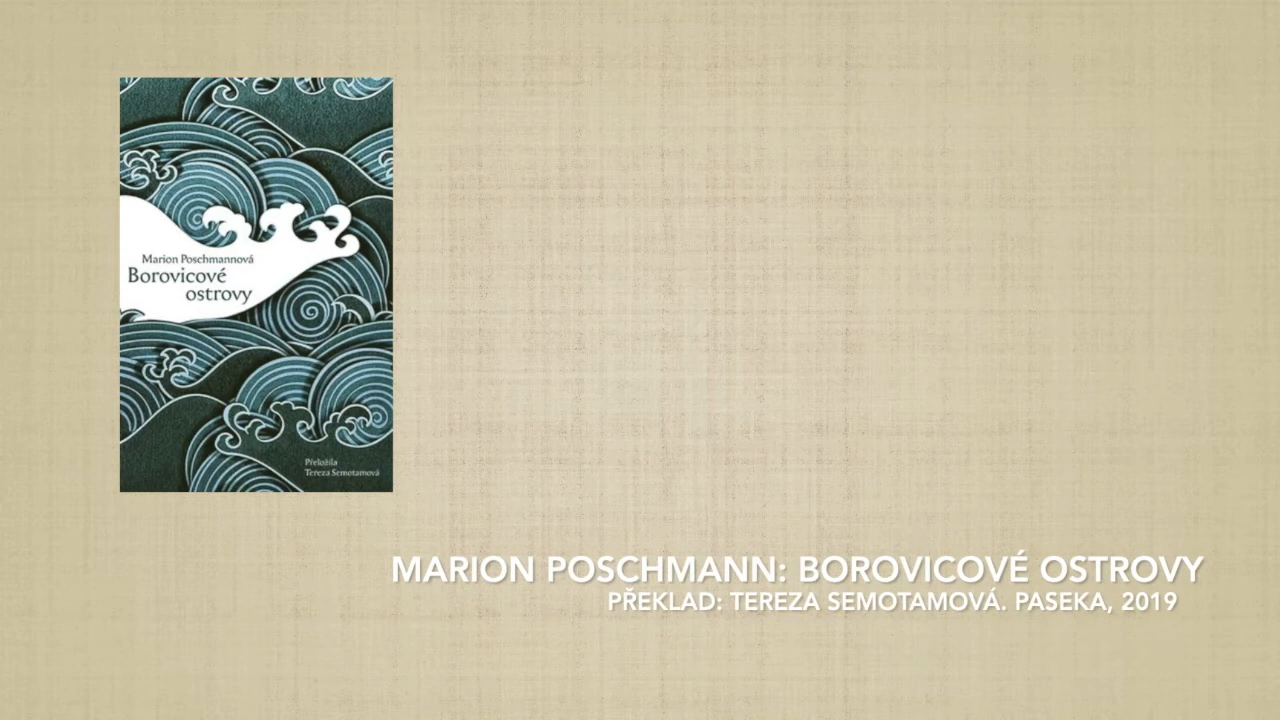 Marion Poschmannová
Borovicové
ostrovy
Přeložila
Tereza Semotamová
MARION POSCHMANN: BOROVICOVÉ OSTROVY
PŘEKLAD: TEREZA SEMOTAMOVÁ. PASEKA, 2019